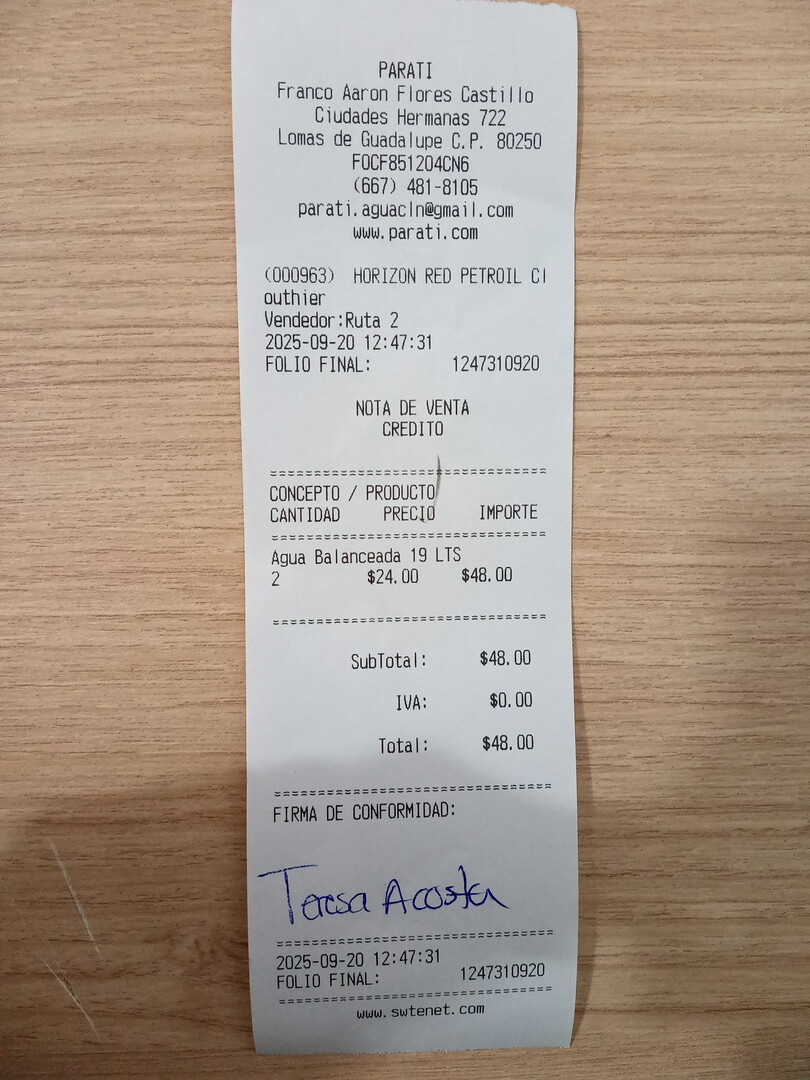 PARATI
Franco Aaron Flores Castillo
Ciudades Hermanas 722
Lomas de Guadalupe C.P. 80250
FOCF851204CN6
(667) 481-8105
parati.aguacln@gmail.com
www.parati.com
(000963) HORIZON RED PETROIL Cl
outhier
Vendedor:Ruta 2
2025-09-20 12:47:31
FOLIO FINAL: 1247310920
NOTA DE VENTA
CREDITO
==================================
CONCEPTO / PRODUCTO
CANTIDAD PRECIO IMPORTE
==================================
Agua Balanceada 19 LTS
2 $24.00 $48.00
==================================
SubTotal: $48.00
IVA: $0.00
Total: $48.00
==================================
FIRMA DE CONFORMIDAD:
Teresa Acosta
==================================
2025-09-20 12:47:31
FOLIO FINAL: 1247310920
==================================
www.swtenet.com